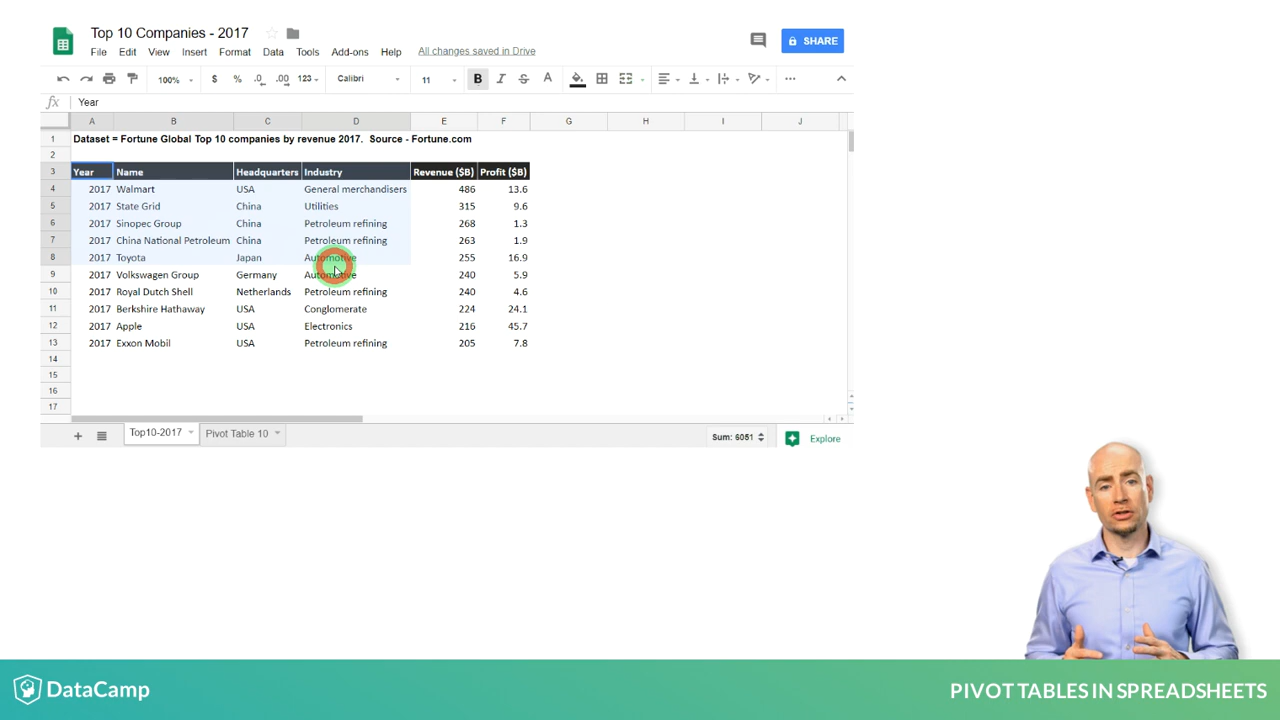 Top 10 Companies - 2017
File Edit View Insert Format Data Tools Add-ons Help All changes saved in Drive
SHARE
100% $ % .0 .00 123 Calibri 11 B I S A
fx Year
A B C D E F G H I J
1 Dataset = Fortune Global Top 10 companies by revenue 2017. Source - Fortune.com
2
3 Year Name Headquarters Industry Revenue ($B) Profit ($B)
4 2017 Walmart USA General merchandisers 486 13.6
5 2017 State Grid China Utilities 315 9.6
6 2017 Sinopec Group China Petroleum refining 268 1.3
7 2017 China National Petroleum China Petroleum refining 263 1.9
8 2017 Toyota Japan Automotive 255 16.9
9 2017 Volkswagen Group Germany Automotive 240 5.9
10 2017 Royal Dutch Shell Netherlands Petroleum refining 240 4.6
11 2017 Berkshire Hathaway USA Conglomerate 224 24.1
12 2017 Apple USA Electronics 216 45.7
13 2017 Exxon Mobil USA Petroleum refining 205 7.8
14
15
16
17
+ Top10-2017 Pivot Table 10 Sum: 6051 Explore
DataCamp PIVOT TABLES IN SPREADSHEETS